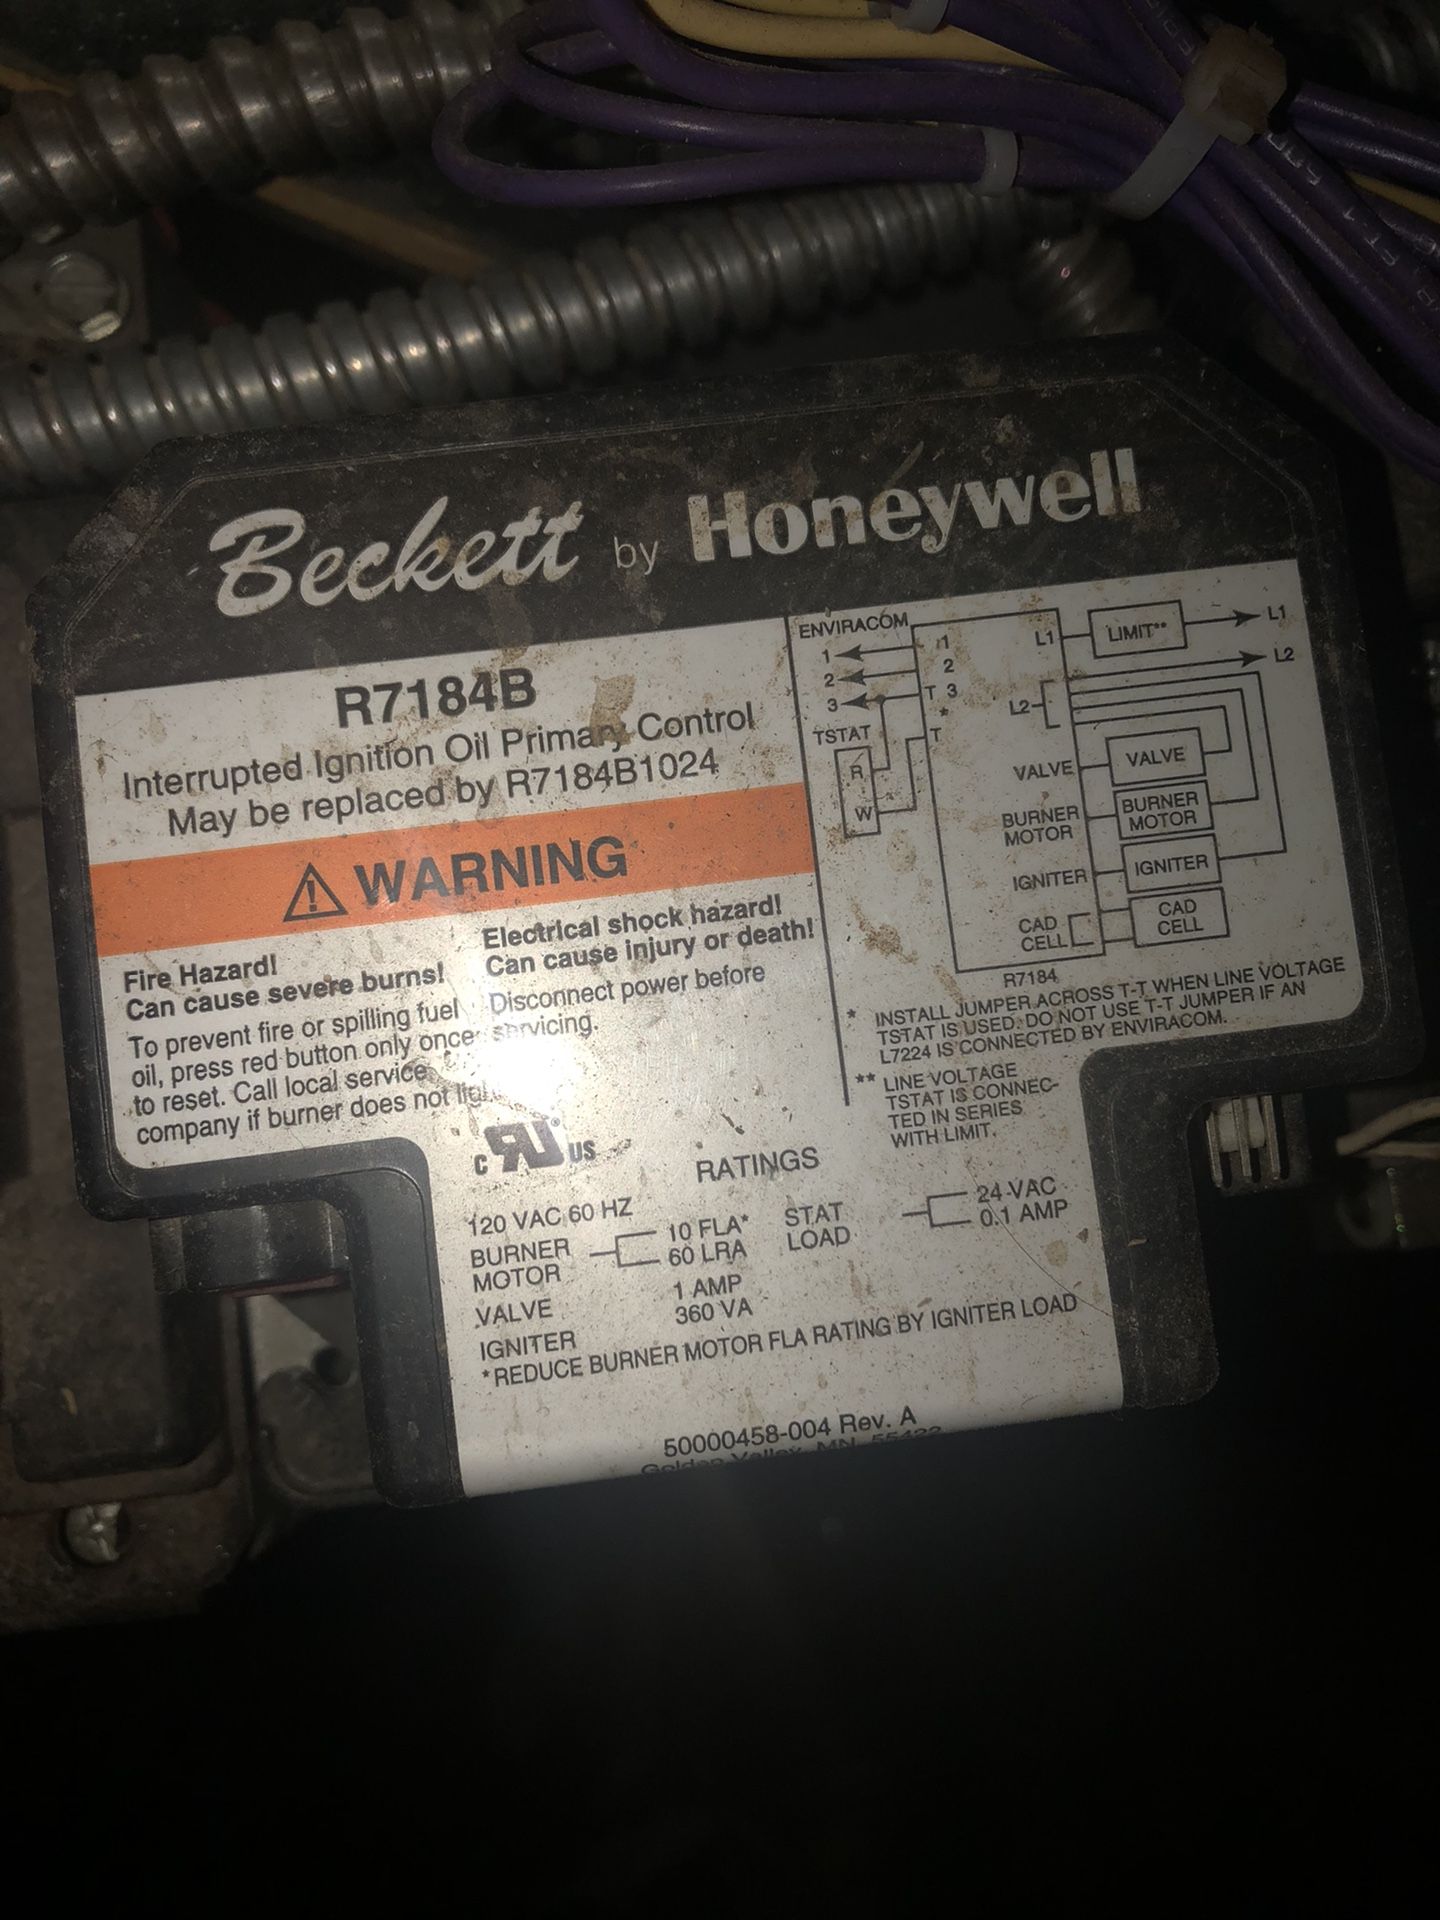 Beckett by Honeywell
R7184B
Interrupted Ignition Oil Primary Control
May be replaced by R7184B1024
⚠ WARNING
Fire Hazard!
Can cause severe burns!
To prevent fire or spilling fuel
oil, press red button only once
to reset. Call local service
company if burner does not
Electrical shock hazard!
Can cause injury or death!
Disconnect power before
servicing.
ENVIRACOM
1
2
3
TSTAT
R
W
1
2
T 3
*
T
L1
LIMIT**
L1
L2
L2
VALVE
VALVE
BURNER
MOTOR
BURNER
MOTOR
IGNITER
IGNITER
CAD
CELL
CAD
CELL
R7184
* INSTALL JUMPER ACROSS T-T WHEN LINE VOLTAGE
TSTAT IS USED. DO NOT USE T-T JUMPER IF AN
L7224 IS CONNECTED BY ENVIRACOM.
** LINE VOLTAGE
TSTAT IS CONNEC-
TED IN SERIES
WITH LIMIT.
C RU® US
RATINGS
120 VAC 60 HZ
BURNER
MOTOR
10 FLA*
60 LRA
STAT
LOAD
24 VAC
0.1 AMP
VALVE 1 AMP
IGNITER 360 VA
*REDUCE BURNER MOTOR FLA RATING BY IGNITER LOAD
50000458-004 Rev. A
Golden Valley, MN 55422